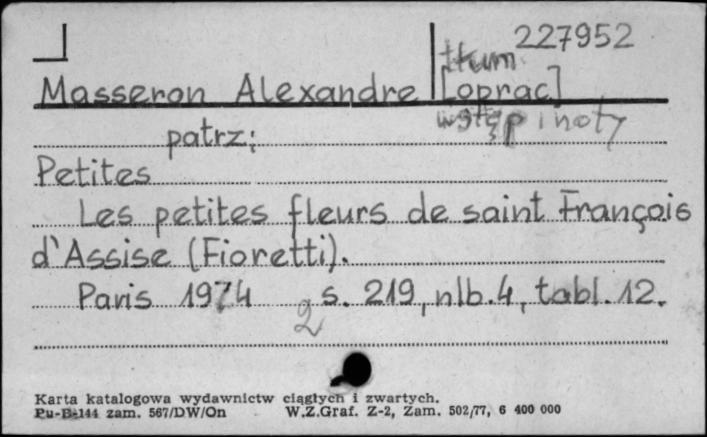 227952
tłum.
Masseron Alexandre [oprac]
wstęp i noty
patrz:
Petites
Les petites fleurs de saint François
d'Assise (Fioretti).
Paris 1974 s. 219, nlb. 4, tabl. 12.
2
Karta katalogowa wydawnictw ciągłych i zwartych.
Pu-B-144 zam. 567/DW/On W.Z.Graf. Z-2, Zam. 502/77, 6 400 000